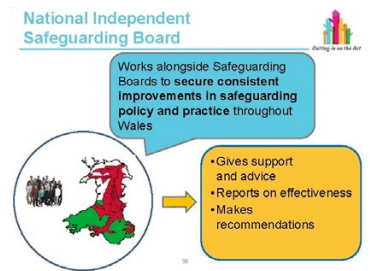 National Independent
Safeguarding Board
Getting in on the Act
Works alongside Safeguarding
Boards to secure consistent
improvements in safeguarding
policy and practice throughout
Wales
•Gives support
and advice
•Reports on effectiveness
•Makes
recommendations